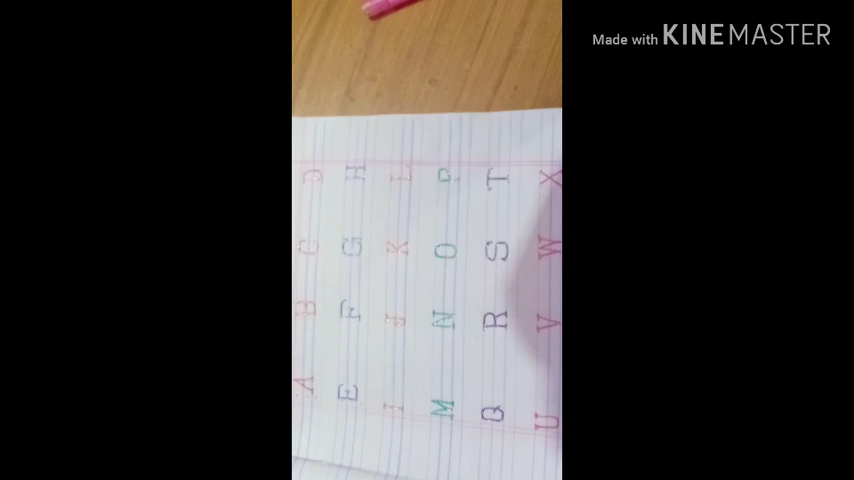 Made with KINEMASTER
A B C D
E F G H
I J K L
M N O P
Q R S T
U V W X